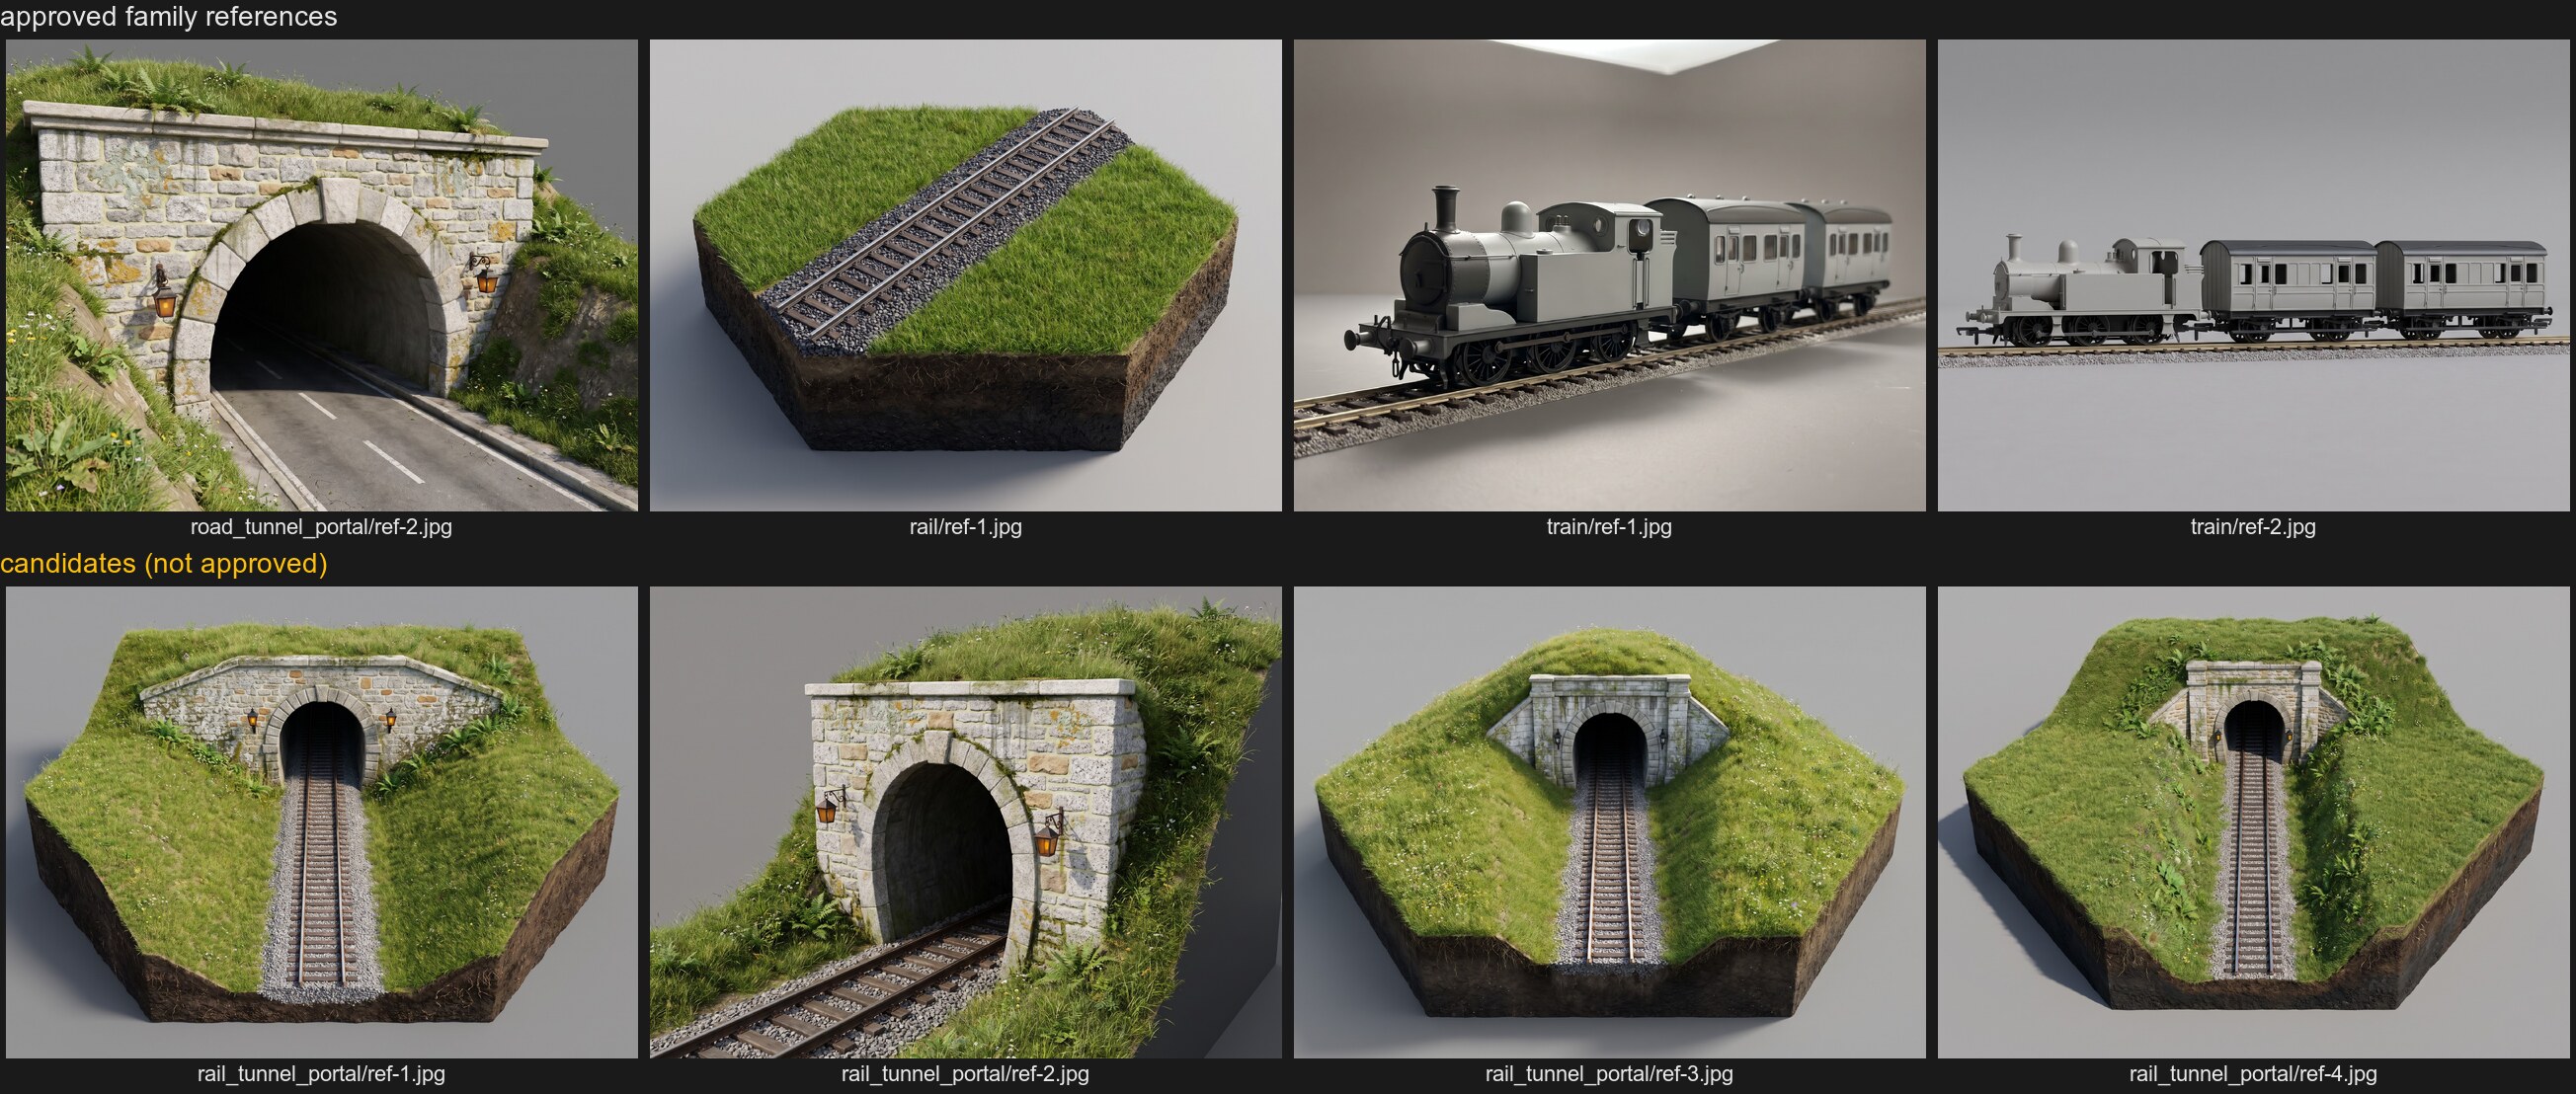 approved family references
road_tunnel_portal/ref-2.jpg
rail/ref-1.jpg
train/ref-1.jpg
train/ref-2.jpg
candidates (not approved)
rail_tunnel_portal/ref-1.jpg
rail_tunnel_portal/ref-2.jpg
rail_tunnel_portal/ref-3.jpg
rail_tunnel_portal/ref-4.jpg